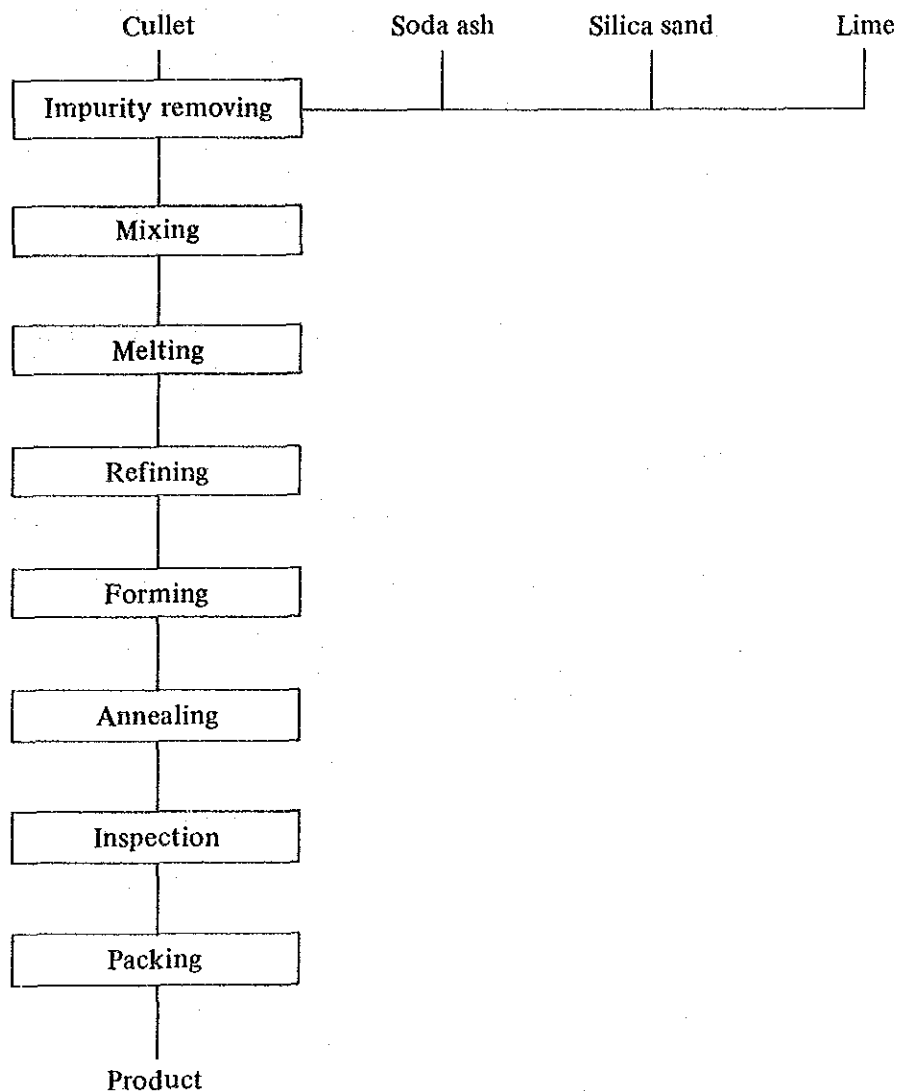 Cullet
Soda ash
Silica sand
Lime
Impurity removing
Mixing
Melting
Refining
Forming
Annealing
Inspection
Packing
Product